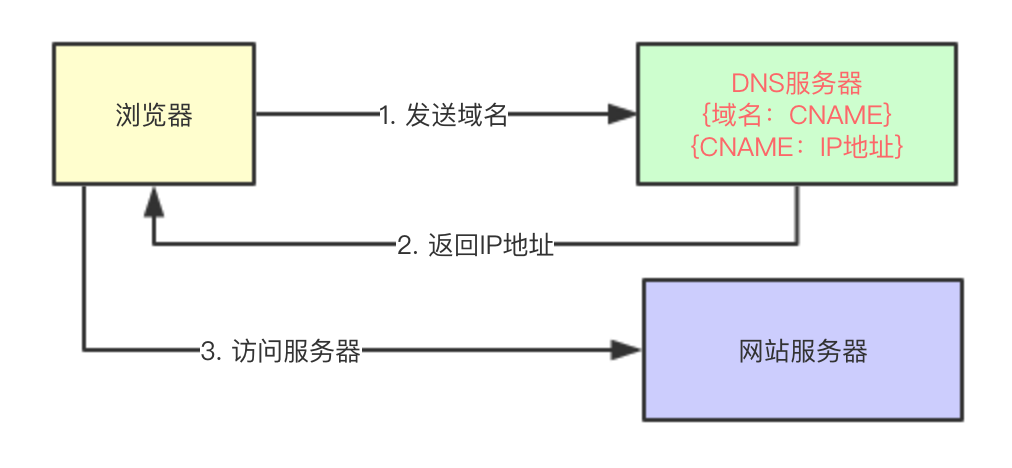 浏览器
1. 发送域名
DNS服务器
{域名：CNAME}
{CNAME：IP地址}
2. 返回IP地址
3. 访问服务器
网站服务器